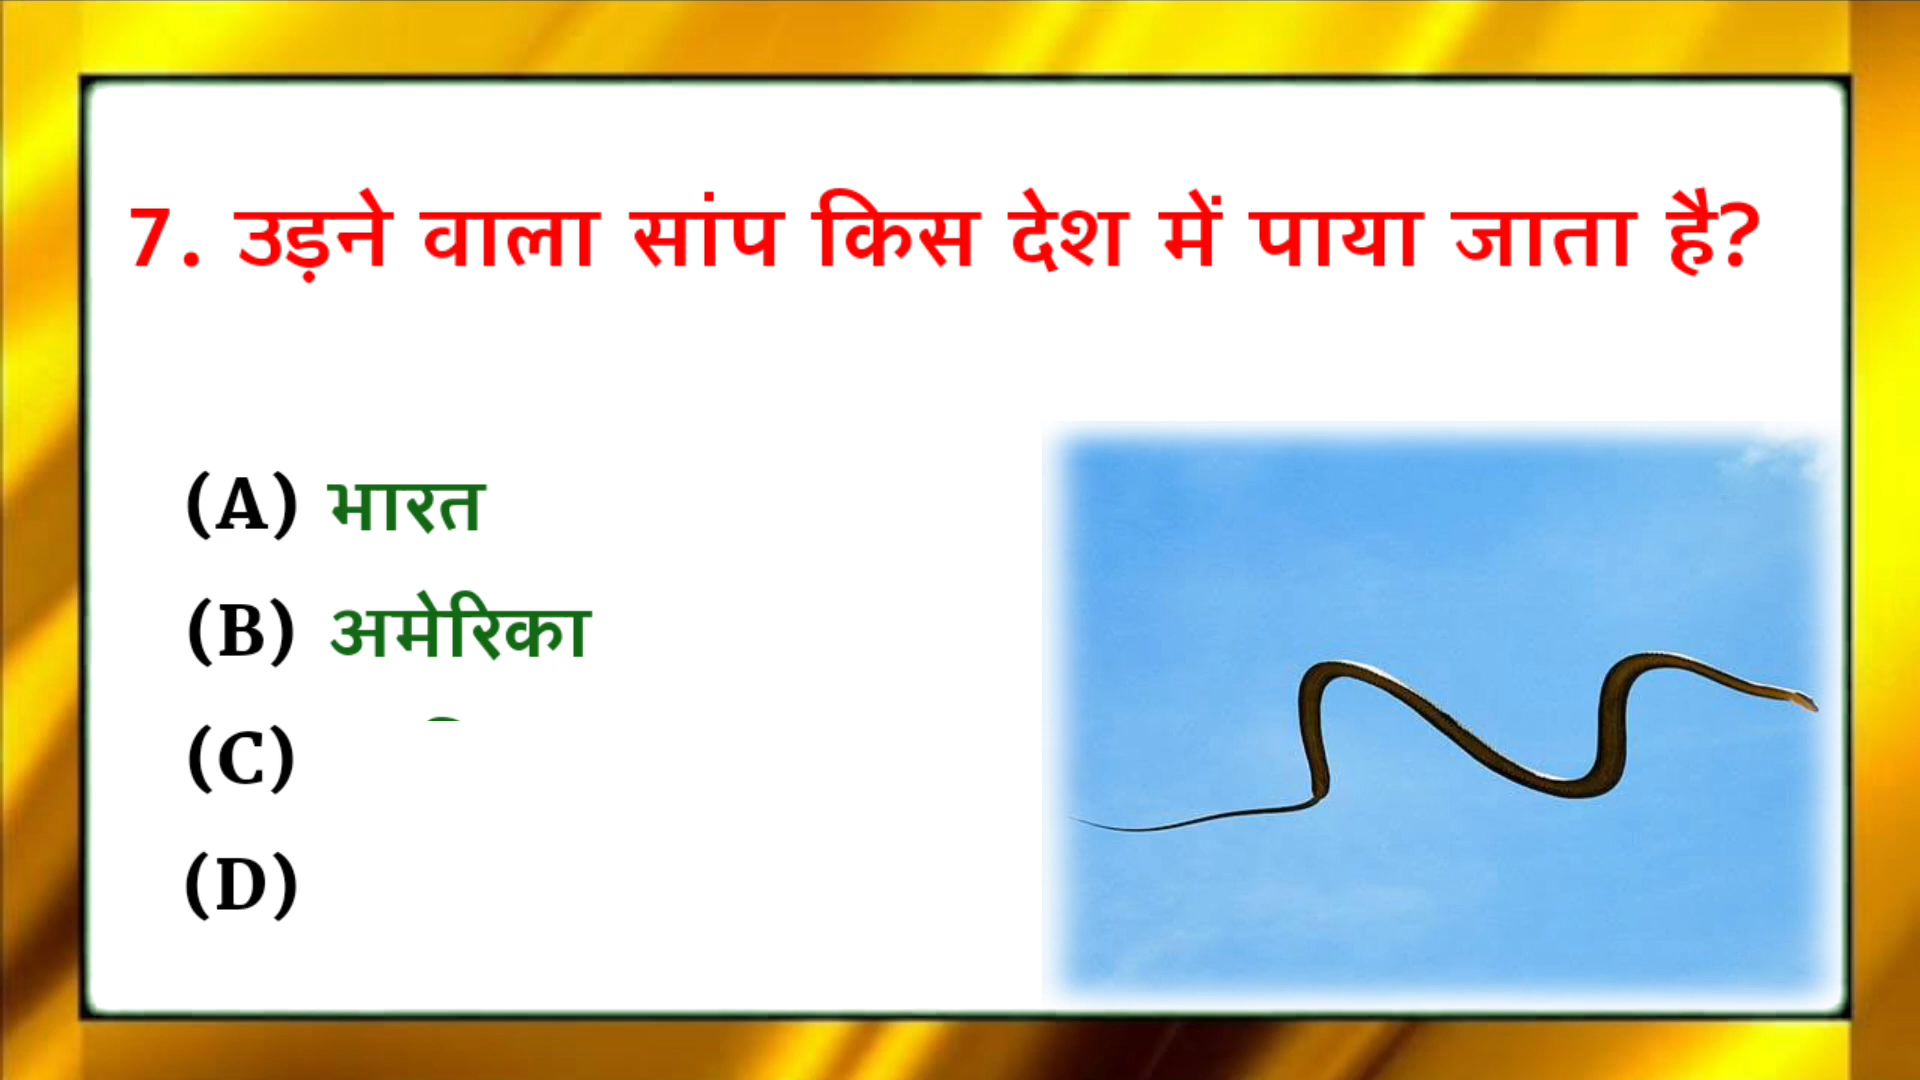 7. उड़ने वाला सांप किस देश में पाया जाता है?
(A) भारत
(B) अमेरिका
(C)
(D)